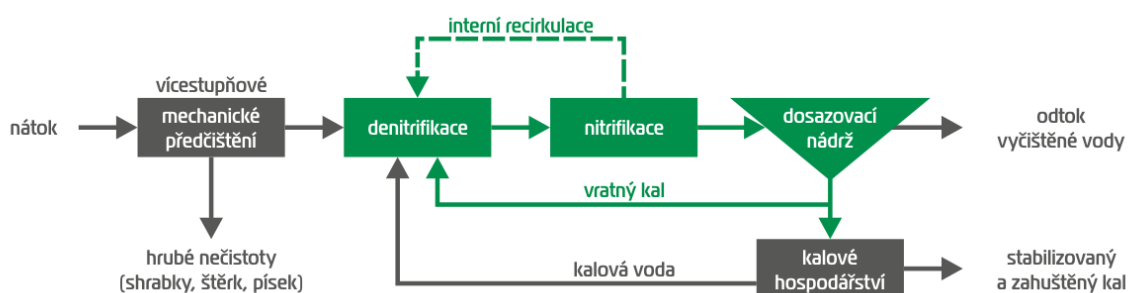 interní recirkulace
vícestupňové
nátok
mechanické
předčištění
denitrifikace
nitrifikace
dosazovací
nádrž
odtok
vyčištěné vody
vratný kal
hrubé nečistoty
(shrabky, štěrk, písek)
kalová voda
kalové
hospodářství
stabilizovaný
a zahuštěný kal